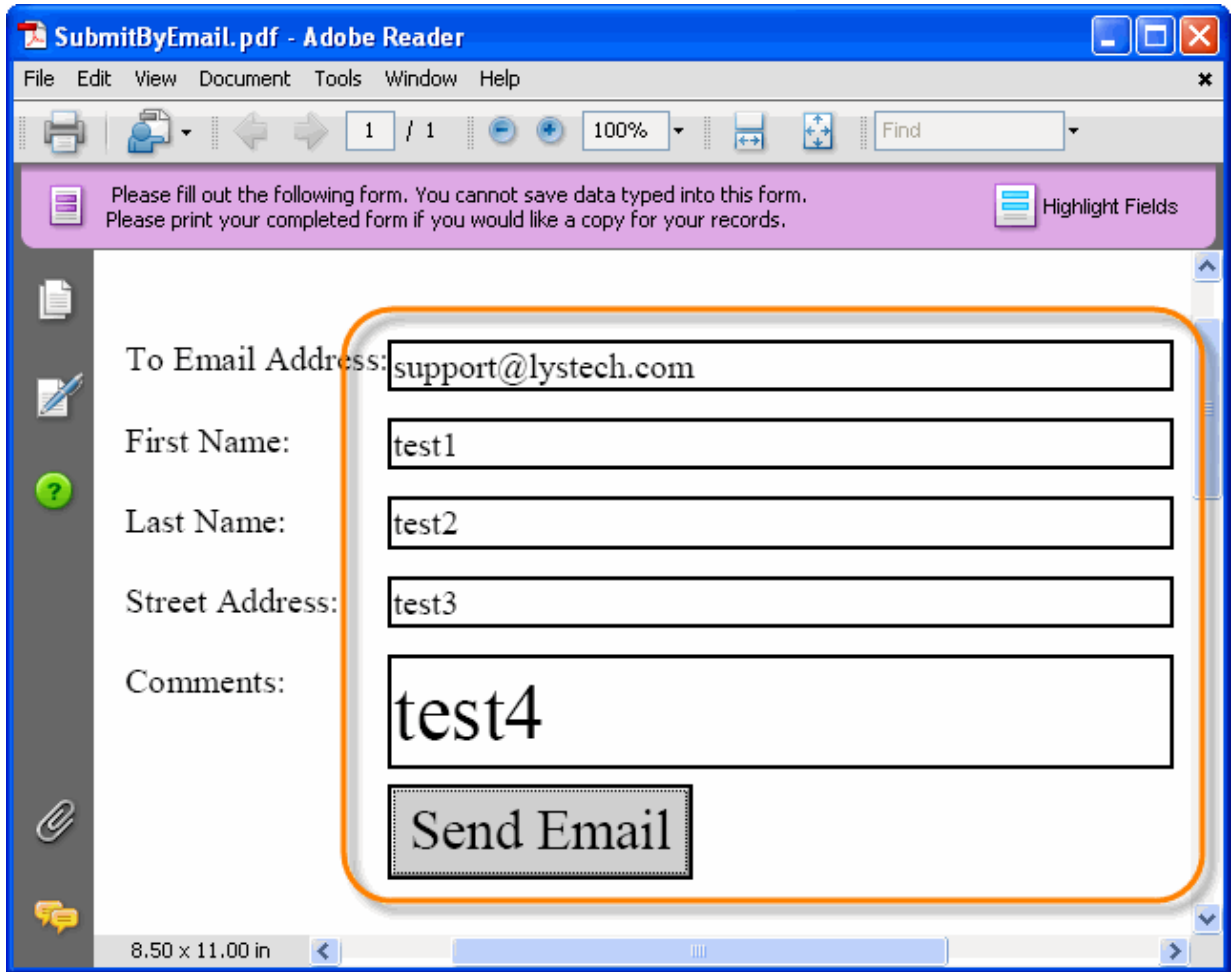 SubmitByEmail.pdf - Adobe Reader
File Edit View Document Tools Window Help
1 / 1 100% Find
Please fill out the following form. You cannot save data typed into this form.
Please print your completed form if you would like a copy for your records.
Highlight Fields
To Email Address: support@lystech.com
First Name: test1
Last Name: test2
Street Address: test3
Comments: test4
Send Email
8.50 x 11.00 in